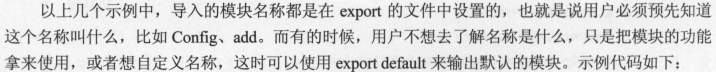 以上几个示例中，导入的模块名称都是在 export 的文件中设置的，也就是说用户必须预先知道
这个名称叫什么，比如 Config、add。而有的时候，用户不想去了解名称是什么，只是把模块的功能
拿来使用，或者想自定义名称，这时可以使用 export default 来输出默认的模块。示例代码如下：